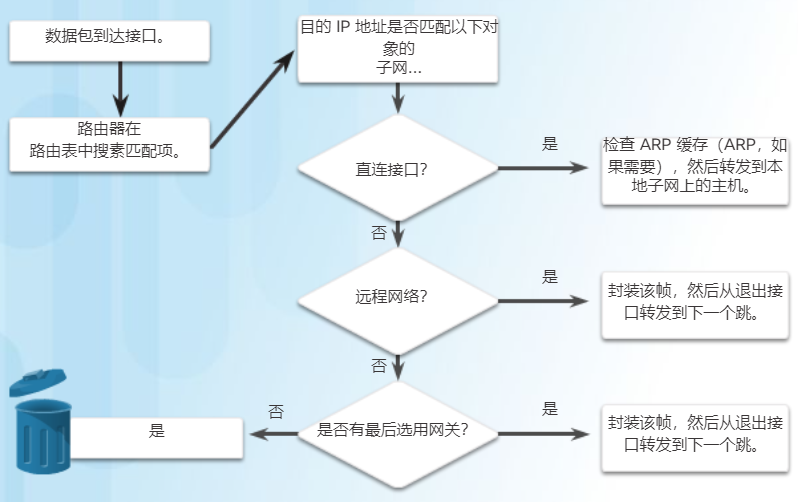 数据包到达接口。
路由器在
路由表中搜素匹配项。
目的 IP 地址是否匹配以下对
象的
子网...
直连接口？
是
检查 ARP 缓存（ARP，如
果需要），然后转发到本
地子网上的主机。
否
远程网络？
是
封装该帧，然后从退出接
口转发到下一个跳。
否
是否有最后选用网关？
是
封装该帧，然后从退出接
口转发到下一个跳。
否
是